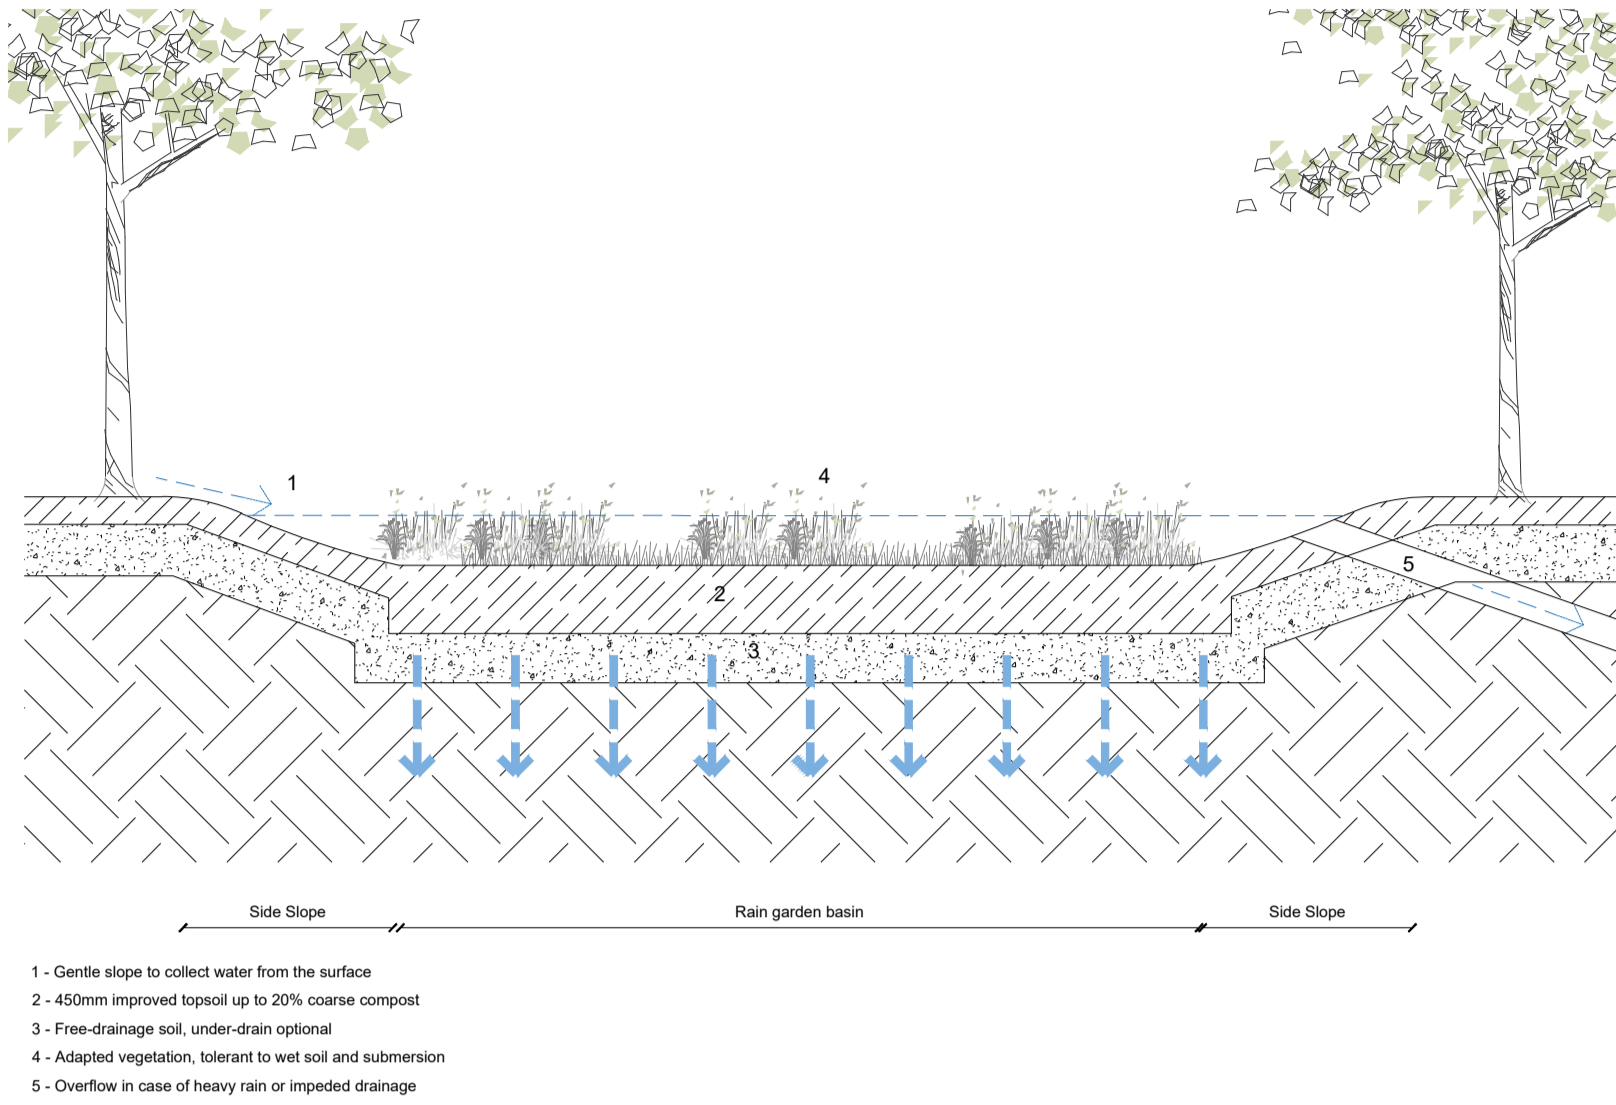 1
4
5
2
3
Side Slope
Rain garden basin
Side Slope
1 - Gentle slope to collect water from the surface
2 - 450mm improved topsoil up to 20% coarse compost
3 - Free-drainage soil, under-drain optional
4 - Adapted vegetation, tolerant to wet soil and submersion
5 - Overflow in case of heavy rain or impeded drainage